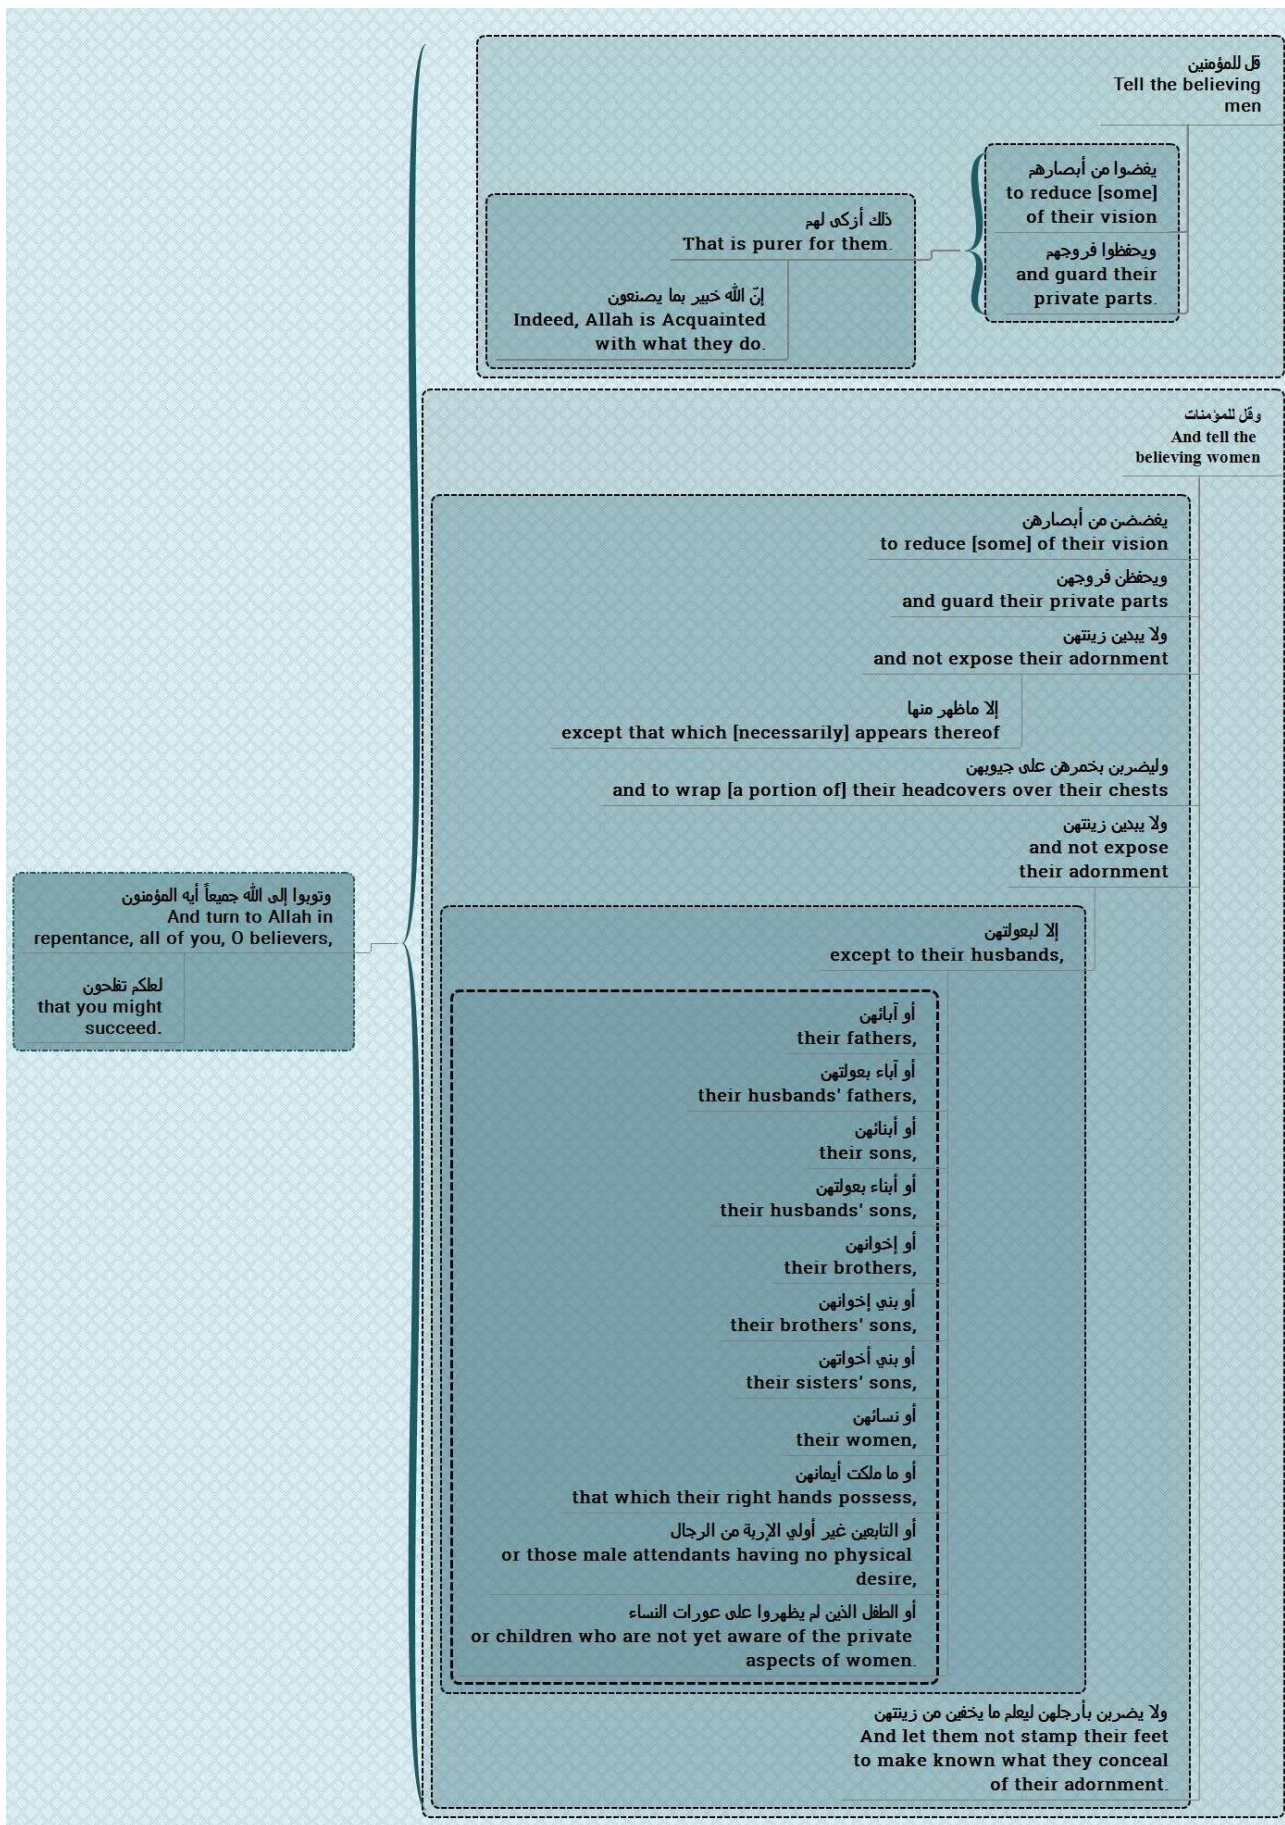 قل للمؤمنين
Tell the believing
men
يغضوا من أبصارهم
to reduce [some]
of their vision
ويحفظوا فروجهم
and guard their
private parts.
ذلك أزكى لهم
That is purer for them.
إنّ الله خبير بما يصنعون
Indeed, Allah is Acquainted
with what they do.
وقل للمؤمنات
And tell the
believing women
يغضضن من أبصارهن
to reduce [some] of their vision
ويحفظن فروجهن
and guard their private parts
ولا يبدين زينتهن
and not expose their adornment
إلا ماظهر منها
except that which [necessarily] appears thereof
وليضربن بخمرهن على جيوبهن
and to wrap [a portion of] their headcovers over their chests
ولا يبدين زينتهن
and not expose
their adornment
إلا لبعولتهن
except to their husbands,
أو آبائهن
their fathers,
أو آباء بعولتهن
their husbands' fathers,
أو أبنائهن
their sons,
أو أبناء بعولتهن
their husbands' sons,
أو إخوانهن
their brothers,
أو بني إخوانهن
their brothers' sons,
أو بني أخواتهن
their sisters' sons,
أو نسائهن
their women,
أو ما ملكت أيمانهن
that which their right hands possess,
أو التابعين غير أولي الإربة من الرجال
or those male attendants having no physical
desire,
أو الطفل الذين لم يظهروا على عورات النساء
or children who are not yet aware of the private
aspects of women.
ولا يضربن بأرجلهن ليعلم ما يخفين من زينتهن
And let them not stamp their feet
to make known what they conceal
of their adornment.
وتوبوا إلى الله جميعاً أيه المؤمنون
And turn to Allah in
repentance, all of you, O believers,
لعلكم تفلحون
that you might
succeed.